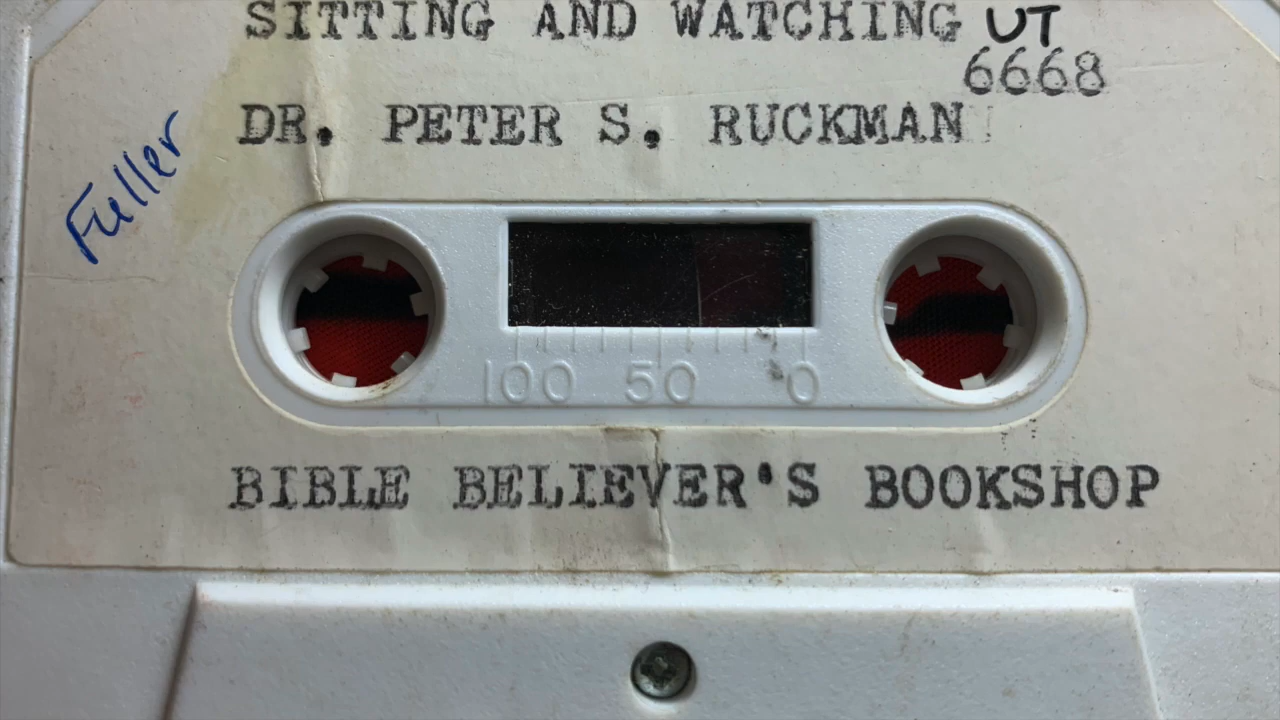 SITTING AND WATCHING UT
6668
DR. PETER S. RUCKMAN
Fuller
100 50 0
BIBLE BELIEVER'S BOOKSHOP